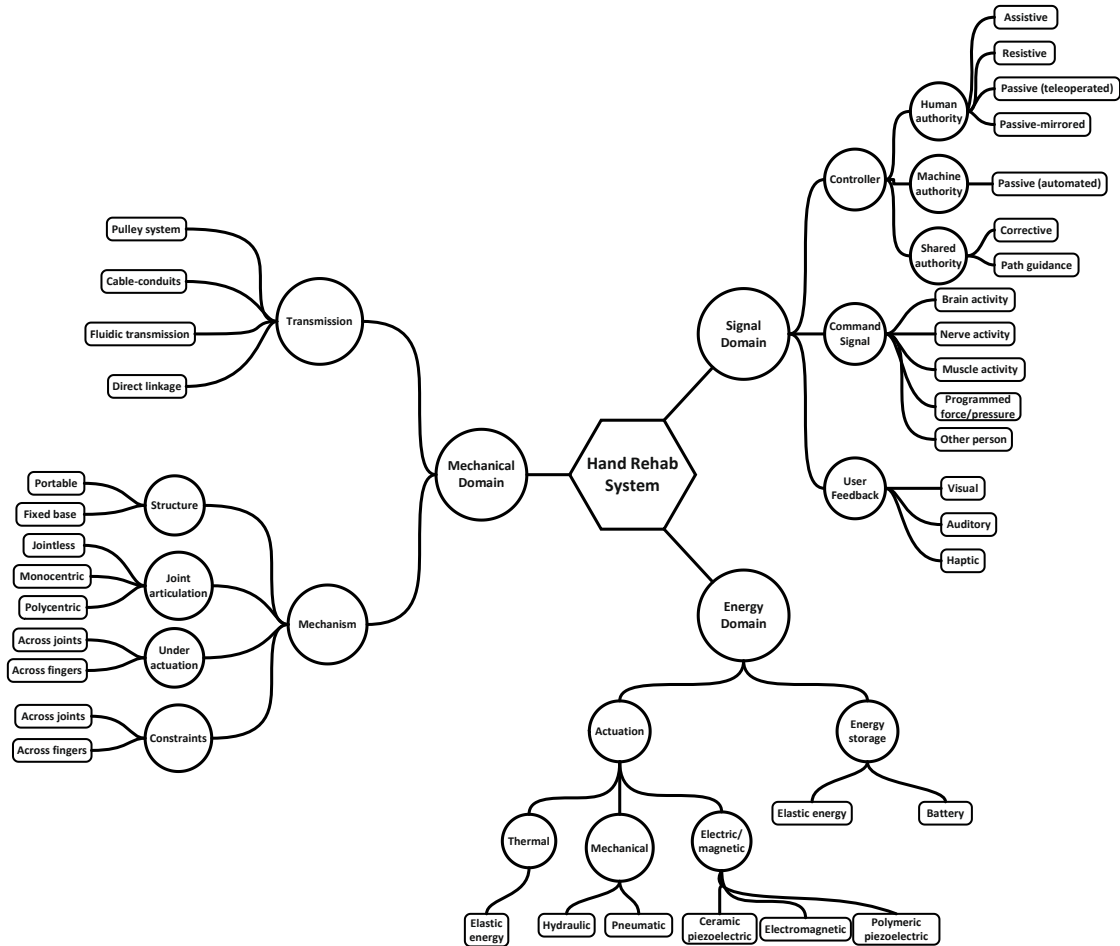 Hand Rehab
System
Signal
Domain
Controller
Human
authority
Assistive
Resistive
Passive (teleoperated)
Passive-mirrored
Machine
authority
Passive (automated)
Shared
authority
Corrective
Path guidance
Command
Signal
Brain activity
Nerve activity
Muscle activity
Programmed
force/pressure
Other person
User
Feedback
Visual
Auditory
Haptic
Mechanical
Domain
Transmission
Pulley system
Cable-conduits
Fluidic transmission
Direct linkage
Mechanism
Structure
Portable
Fixed base
Joint
articulation
Jointless
Monocentric
Polycentric
Under
actuation
Across joints
Across fingers
Constraints
Across joints
Across fingers
Energy
Domain
Actuation
Thermal
Elastic
energy
Mechanical
Hydraulic
Pneumatic
Electric/
magnetic
Ceramic
piezoelectric
Electromagnetic
Polymeric
piezoelectric
Energy
storage
Elastic energy
Battery